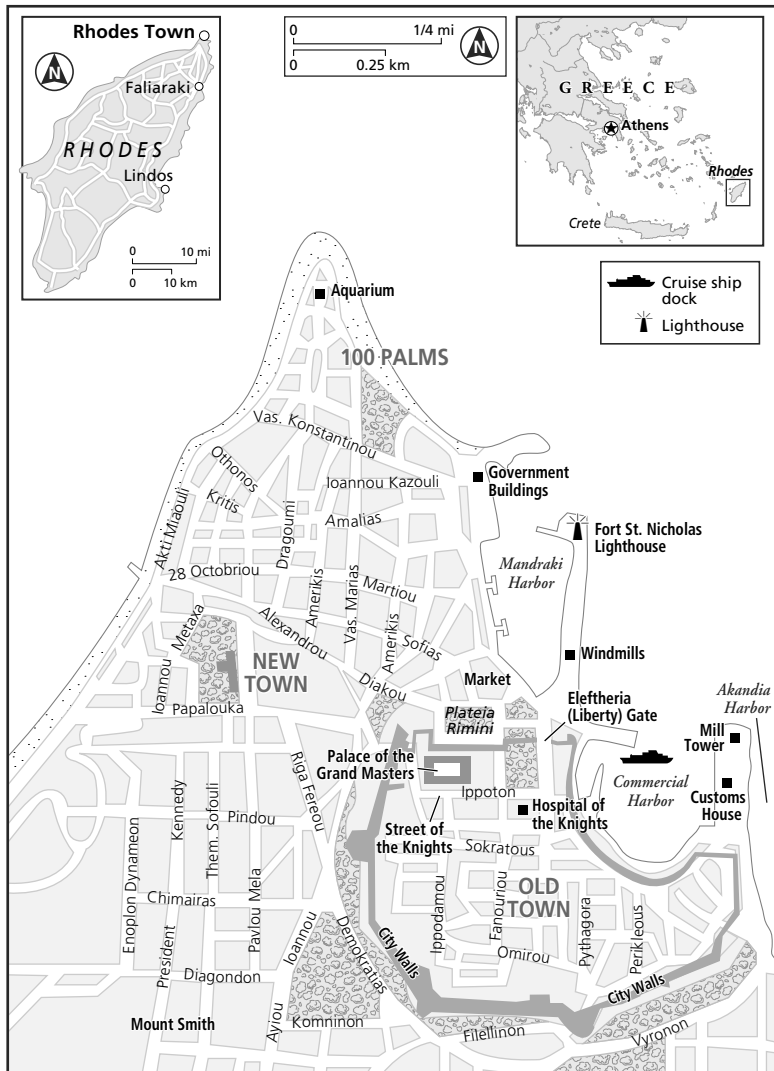 Rhodes Town
N
Faliaraki
RHODES
Lindos
0 10 mi
0 10 km
0 1/4 mi
0 0.25 km
N
GREECE
Athens
Rhodes
Crete
Cruise ship
dock
Lighthouse
Aquarium
100 PALMS
Vas. Konstantinou
Othonos
Kritis
Ioannou Kazouli
Government
Buildings
Amalias
Dragoumi
Akti Miaouli
Fort St. Nicholas
Lighthouse
Mandraki
Harbor
28 Octobriou
Amerikis
Vas. Marias
Martiou
Amerikis
Sofias
Alexandrou
Diakou
Metaxa
Ioannou
NEW
TOWN
Papalouka
Windmills
Market
Eleftheria
(Liberty) Gate
Akandia
Harbor
Plateia
Rimini
Mill
Tower
Palace of the
Grand Masters
Commercial
Harbor
Customs
House
Riga Fereou
Ippoton
Hospital of
the Knights
Street of
the Knights
Kennedy
Them. Sofouli
Pindou
Sokratous
Enoplon Dynameon
Chimairas
Pavlou Mela
OLD
TOWN
Ippodamou
Fanouriou
Pythagora
Perikleous
President
Ioannou
Demokratias
City Walls
Omirou
Diagondon
City Walls
Mount Smith
Aylou
Komninon
Filellinon
Vyronon